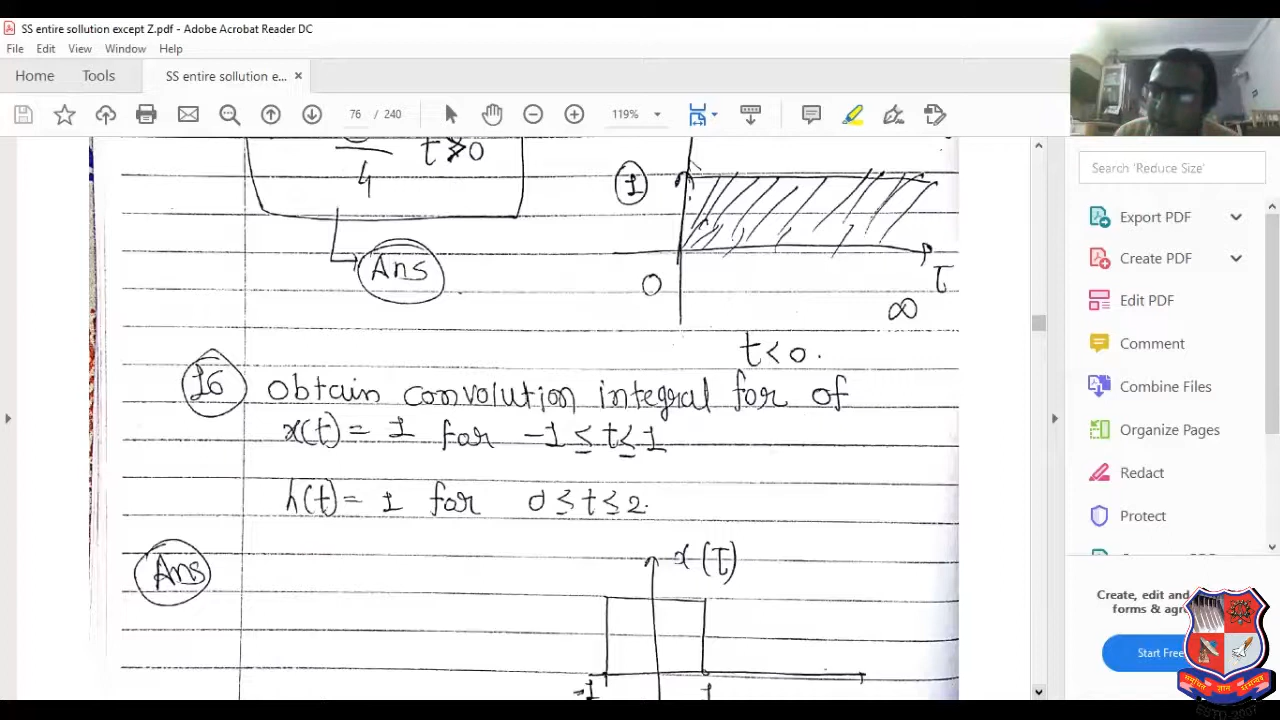 SS entire sollution except Z.pdf - Adobe Acrobat Reader DC
File Edit View Window Help
Home Tools SS entire sollution e... ×
76 / 240 119%
4 t≥0
1
Ans
0
τ
∞
t<0.
16 Obtain convolution integral for of
x(t)= 1 for -1 ≤ t ≤ 1
h(t)= 1 for 0 ≤ t ≤ 2.
Ans
x(τ)
-1 1
Search 'Reduce Size'
Export PDF
Create PDF
Edit PDF
Comment
Combine Files
Organize Pages
Redact
Protect
Create, edit and
forms & ag
Start Free
ESTD-2007